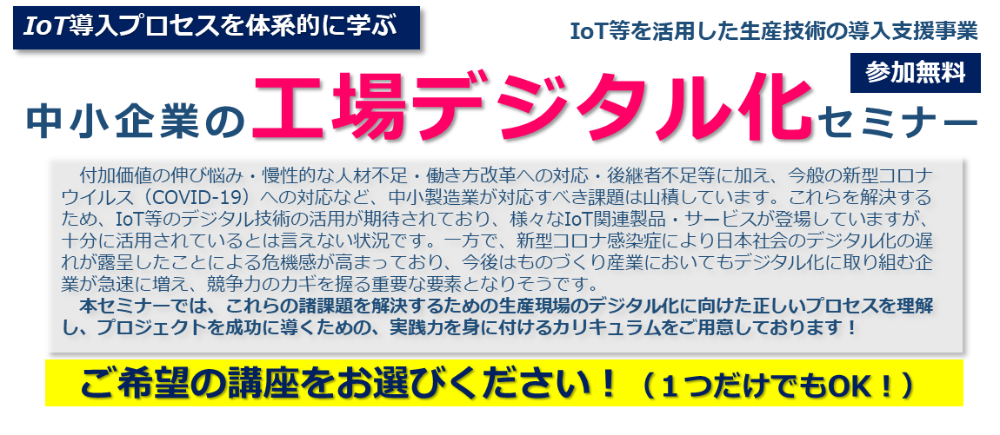 IoT導入プロセスを体系的に学ぶ
IoT等を活用した生産技術の導入支援事業
参加無料
中小企業の工場デジタル化セミナー
付加価値の伸び悩み・慢性的な人材不足・働き方改革への対応・後継者不足等に加え、今般の新型コロナ
ウイルス（COVID-19）への対応など、中小製造業が対応すべき課題は山積しています。これらを解決する
ため、IoT等のデジタル技術の活用が期待されており、様々なIoT関連製品・サービスが登場していますが、
十分に活用されているとは言えない状況です。一方で、新型コロナ感染症により日本社会のデジタル化の遅
れが露呈したことによる危機感が高まっており、今後はものづくり産業においてもデジタル化に取り組む企
業が急速に増え、競争力のカギを握る重要な要素となりそうです。
本セミナーでは、これらの諸課題を解決するための生産現場のデジタル化に向けた正しいプロセスを理解
し、プロジェクトを成功に導くための、実践力を身に付けるカリキュラムをご用意しております！
ご希望の講座をお選びください！（１つだけでもOK！）